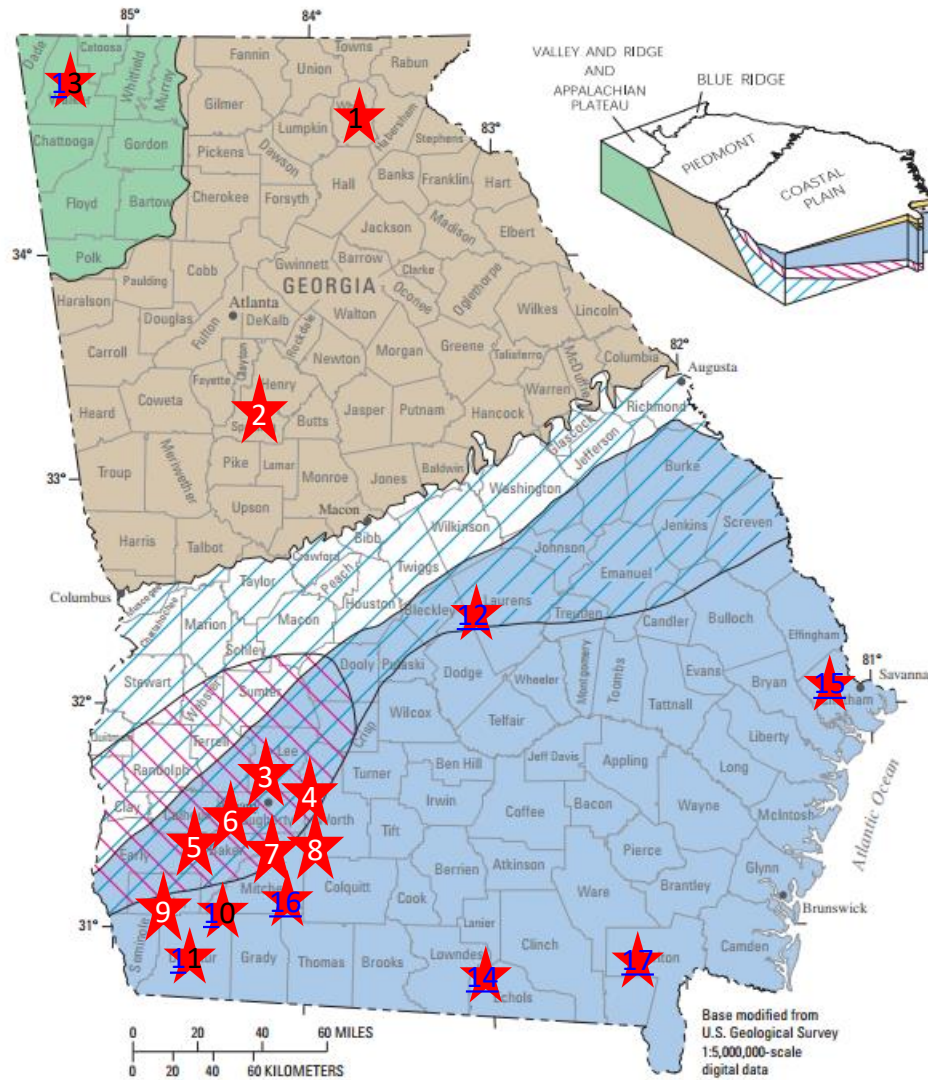 85°
84°
VALLEY AND RIDGE
AND
APPALACHIAN
PLATEAU
BLUE RIDGE
PIEDMONT
COASTAL
PLAIN
Dade
Catoosa
Whitfield
Murray
Fannin
Towns
Union
Rabun
13
Gilmer
1
Habersham
83°
Lumpkin
Stephens
Chattooga
Gordon
Pickens
Dawson
Hall
Banks
Franklin
Hart
Floyd
Bartow
Cherokee
Forsyth
Jackson
Madison
Elbert
34°
Polk
Cobb
Gwinnett
Barrow
Clarke
Paulding
GEORGIA
Oconee
Oglethorpe
Haralson
Atlanta
Wilkes
Lincoln
Douglas
Fulton
DeKalb
Rockdale
Walton
Carroll
Clayton
Newton
Morgan
Greene
Taliaferro
McDuffie
Columbia
82°
Augusta
Fayette
Henry
Warren
Heard
Coweta
2
Butts
Jasper
Putnam
Hancock
Glascock
Richmond
Jefferson
Troup
Meriwether
Pike
Lamar
Monroe
Jones
Baldwin
Washington
Burke
33°
Upson
Macon
Bibb
Wilkinson
Harris
Talbot
Crawford
Peach
Twiggs
Johnson
Jenkins
Screven
Columbus
Muscogee
Chattahochee
Taylor
Houston
Bleckley
Laurens
Emanuel
Marion
Macon
12
Treutlen
Candler
Bulloch
Effingham
Schley
Stewart
Webster
Sumter
Dooly
Pulaski
Dodge
Wheeler
Montgomery
Toombs
Evans
Bryan
15
81°
Savanna
32°
Quitman
Terrell
Lee
Crisp
Wilcox
Telfair
Tattnall
Liberty
Randolph
3
Turner
Ben Hill
Jeff Davis
Appling
Long
Clay
4
Worth
Irwin
Coffee
Bacon
Wayne
McIntosh
6
5
7
8
Tift
Early
Baker
Berrien
Atkinson
Pierce
Atlantic Ocean
Mitchell
Colquitt
Cook
Ware
Brantley
Glynn
9
10
16
Brunswick
31°
Seminole
11
Grady
Thomas
Brooks
Lanier
Lowndes
Clinch
17
Camden
14
Echols
Base modified from
U.S. Geological Survey
1:5,000,000-scale
digital data
0 20 40 60 MILES
0 20 40 60 KILOMETERS